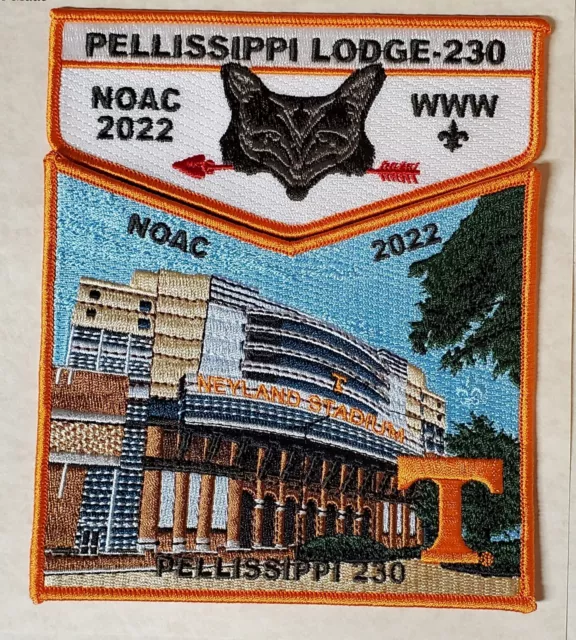 PELLISSIPPI LODGE-230
NOAC
2022
WWW
NOAC
2022
T
NEYLAND STADIUM
T
PELLISSIPPI 230